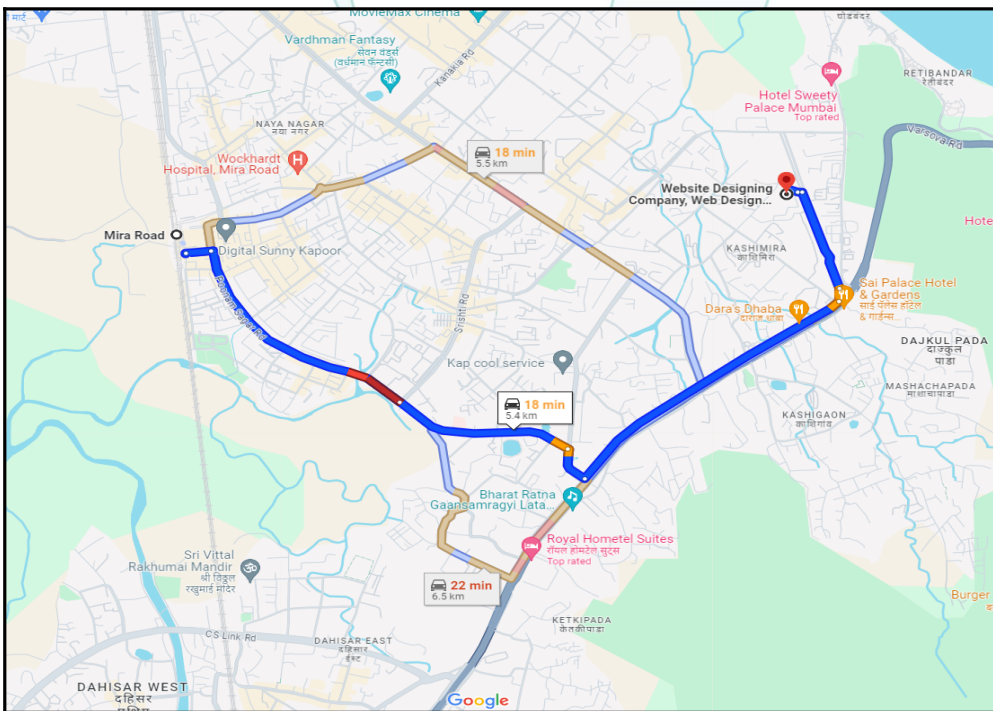 MovieMax Cinema
घोडबंदर
Vardhman Fantasy
सेवन वंडर्स
(वर्धमान फॅन्टसी)
Kanakia Rd
RETIBANDAR
रेतीबंदर
Hotel Sweety
Palace Mumbai
Top rated
NAYA NAGAR
नया नगर
Versova Rd
18 min
5.5 km
Wockhardt
Hospital, Mira Road
Website Designing
Company, Web Design...
Hote
Mira Road
Digital Sunny Kapoor
KASHIMIRA
काशिमिरा
Sai Palace Hotel
& Gardens
साई पॅलेस हॉटेल
& गार्डन्स
Dara's Dhaba
दाराज् धाबा
Srishti Rd
DAJKUL PADA
दाजकुल
पाडा
Kap cool service
MASHACHAPADA
माशाचापाडा
18 min
5.4 km
KASHIGAON
काशिगाव
Bharat Ratna
Gaansamragyi Lata...
Royal Hometel Suites
रॉयल होमटेल सुट्स
Top rated
Sri Vittal
Rakhumai Mandir
श्री विठ्ठल
रखुमाई मंदिर
22 min
6.5 km
Burger
KETKIPADA
केतकीपाडा
CS Link Rd
DAHISAR EAST
दहिसर
ईस्ट
DAHISAR WEST
दहिसर
Google